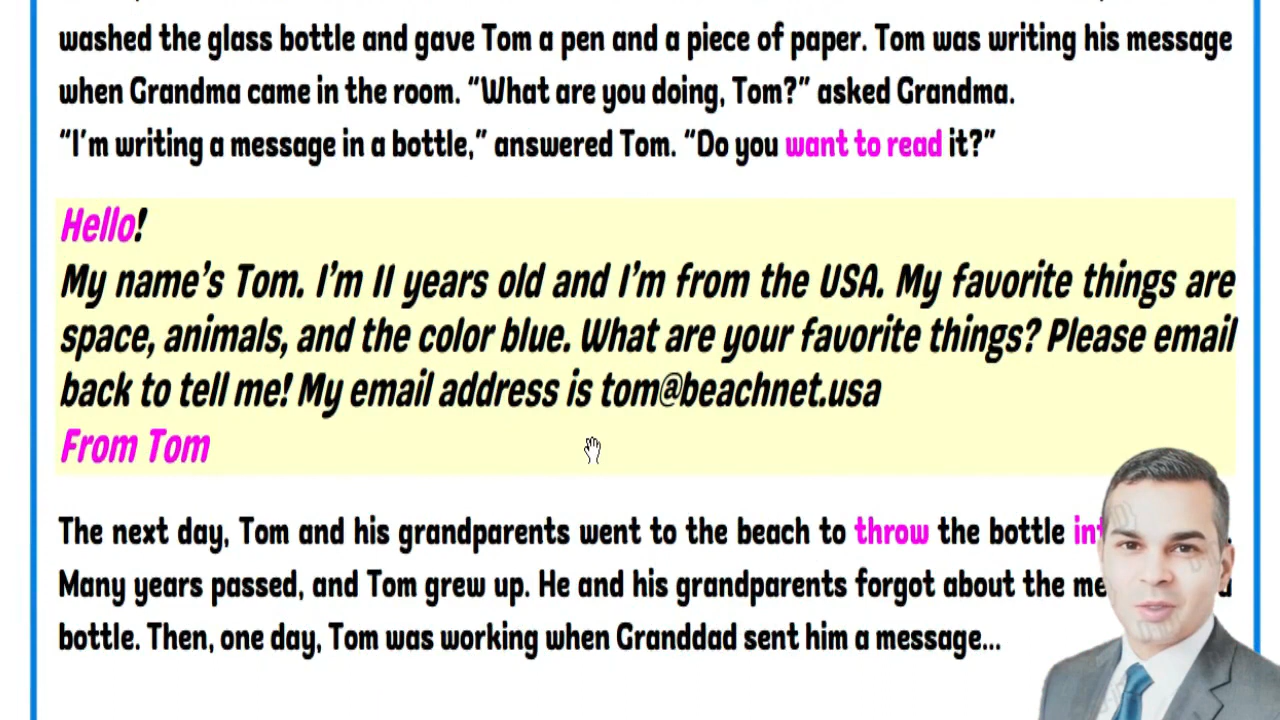 washed the glass bottle and gave Tom a pen and a piece of paper. Tom was writing his message
when Grandma came in the room. “What are you doing, Tom?” asked Grandma.
“I’m writing a message in a bottle,” answered Tom. “Do you want to read it?”
Hello!
My name’s Tom. I’m 11 years old and I’m from the USA. My favorite things are
space, animals, and the color blue. What are your favorite things? Please email
back to tell me! My email address is tom@beachnet.usa
From Tom
The next day, Tom and his grandparents went to the beach to throw the bottle
Many years passed, and Tom grew up. He and his grandparents forgot about the
bottle. Then, one day, Tom was working when Granddad sent him a message...